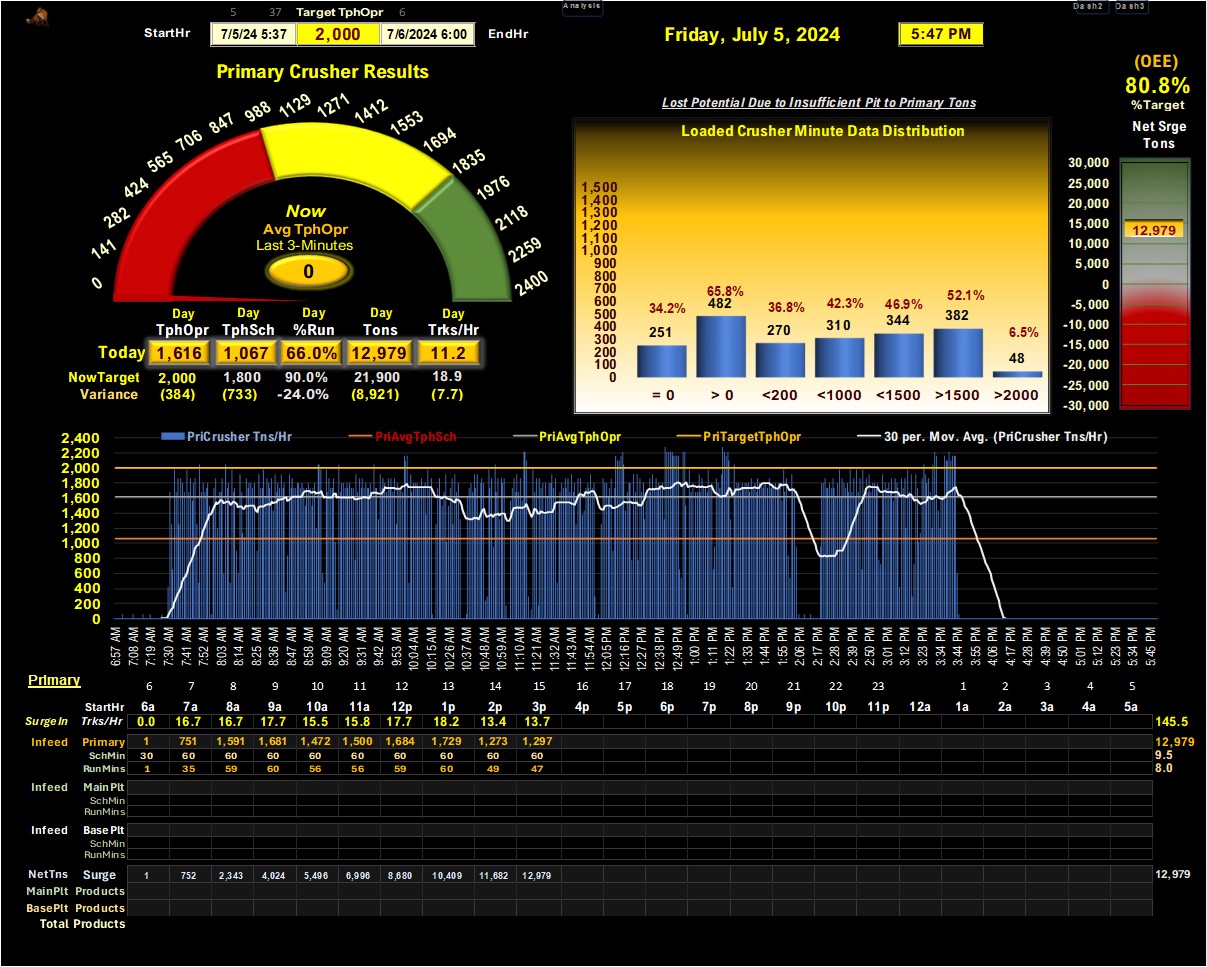 Analysis
Dash2 Dash3
5 37 Target TphOpr 6
StartHr 7/5/24 5:37 2,000 7/6/2024 6:00 EndHr
Friday, July 5, 2024
5:47 PM
(OEE)
80.8%
%Target
Net Srge
Tons
30,000
25,000
20,000
15,000
12,979
10,000
5,000
0
-5,000
-10,000
-15,000
-20,000
-25,000
-30,000
Primary Crusher Results
0 141 282 424 565 706 847 988 1129 1271 1412 1553 1694 1835 1976 2118 2259 2400
Now
Avg TphOpr
Last 3-Minutes
0
Day Day Day Day Day
TphOpr TphSch %Run Tons Trks/Hr
Today 1,616 1,067 66.0% 12,979 11.2
NowTarget 2,000 1,800 90.0% 21,900 18.9
Variance (384) (733) -24.0% (8,921) (7.7)
Lost Potential Due to Insufficient Pit to Primary Tons
Loaded Crusher Minute Data Distribution
1,500
1,400
1,300
1,200
1,100
1,000
900
800
700
600
500
400
300
200
100
0
34.2% 65.8% 36.8% 42.3% 46.9% 52.1% 6.5%
251 482 270 310 344 382 48
= 0 > 0 <200 <1000 <1500 >1500 >2000
PriCrusher Tns/Hr PriAvgTphSch PriAvgTphOpr PriTargetTphOpr 30 per. Mov. Avg. (PriCrusher Tns/Hr)
2,400
2,200
2,000
1,800
1,600
1,400
1,200
1,000
800
600
400
200
0
6:57 AM 7:08 AM 7:19 AM 7:30 AM 7:41 AM 7:52 AM 8:03 AM 8:14 AM 8:25 AM 8:36 AM 8:47 AM 8:58 AM 9:09 AM 9:20 AM 9:31 AM 9:42 AM 9:53 AM 10:04 AM 10:15 AM 10:26 AM 10:37 AM 10:48 AM 10:59 AM 11:10 AM 11:21 AM 11:32 AM 11:43 AM 11:54 AM 12:05 PM 12:16 PM 12:27 PM 12:38 PM 12:49 PM 1:00 PM 1:11 PM 1:22 PM 1:33 PM 1:44 PM 1:55 PM 2:06 PM 2:17 PM 2:28 PM 2:39 PM 2:50 PM 3:01 PM 3:12 PM 3:23 PM 3:33 PM 3:44 PM 3:55 PM 4:06 PM 4:17 PM 4:28 PM 4:39 PM 4:50 PM 5:01 PM 5:12 PM 5:23 PM 5:34 PM 5:45 PM
Primary
6 7 8 9 10 11 12 13 14 15 16 17 18 19 20 21 22 23 1 2 3 4 5
StartHr 6a 7a 8a 9a 10a 11a 12p 1p 2p 3p 4p 5p 6p 7p 8p 9p 10p 11p 12a 1a 2a 3a 4a 5a
SurgeIn Trks/Hr 0.0 16.7 16.7 17.7 15.5 15.8 17.7 18.2 13.4 13.7 145.5
Infeed Primary 1 751 1,591 1,681 1,472 1,500 1,684 1,729 1,273 1,297 12,979
SchMin 30 60 60 60 60 60 60 60 60 60 9.5
RunMins 1 35 59 60 56 56 59 60 49 47 8.0
Infeed Main Plt
SchMin
RunMins
Infeed Base Plt
SchMin
RunMins
NetTns Surge 1 752 2,343 4,024 5,496 6,996 8,680 10,409 11,682 12,979 12,979
MainPlt Products
BasePlt Products
Total Products